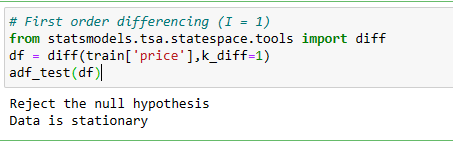 # First order differencing (I = 1)
from statsmodels.tsa.statespace.tools import diff
df = diff(train['price'],k_diff=1)
adf_test(df)
Reject the null hypothesis
Data is stationary